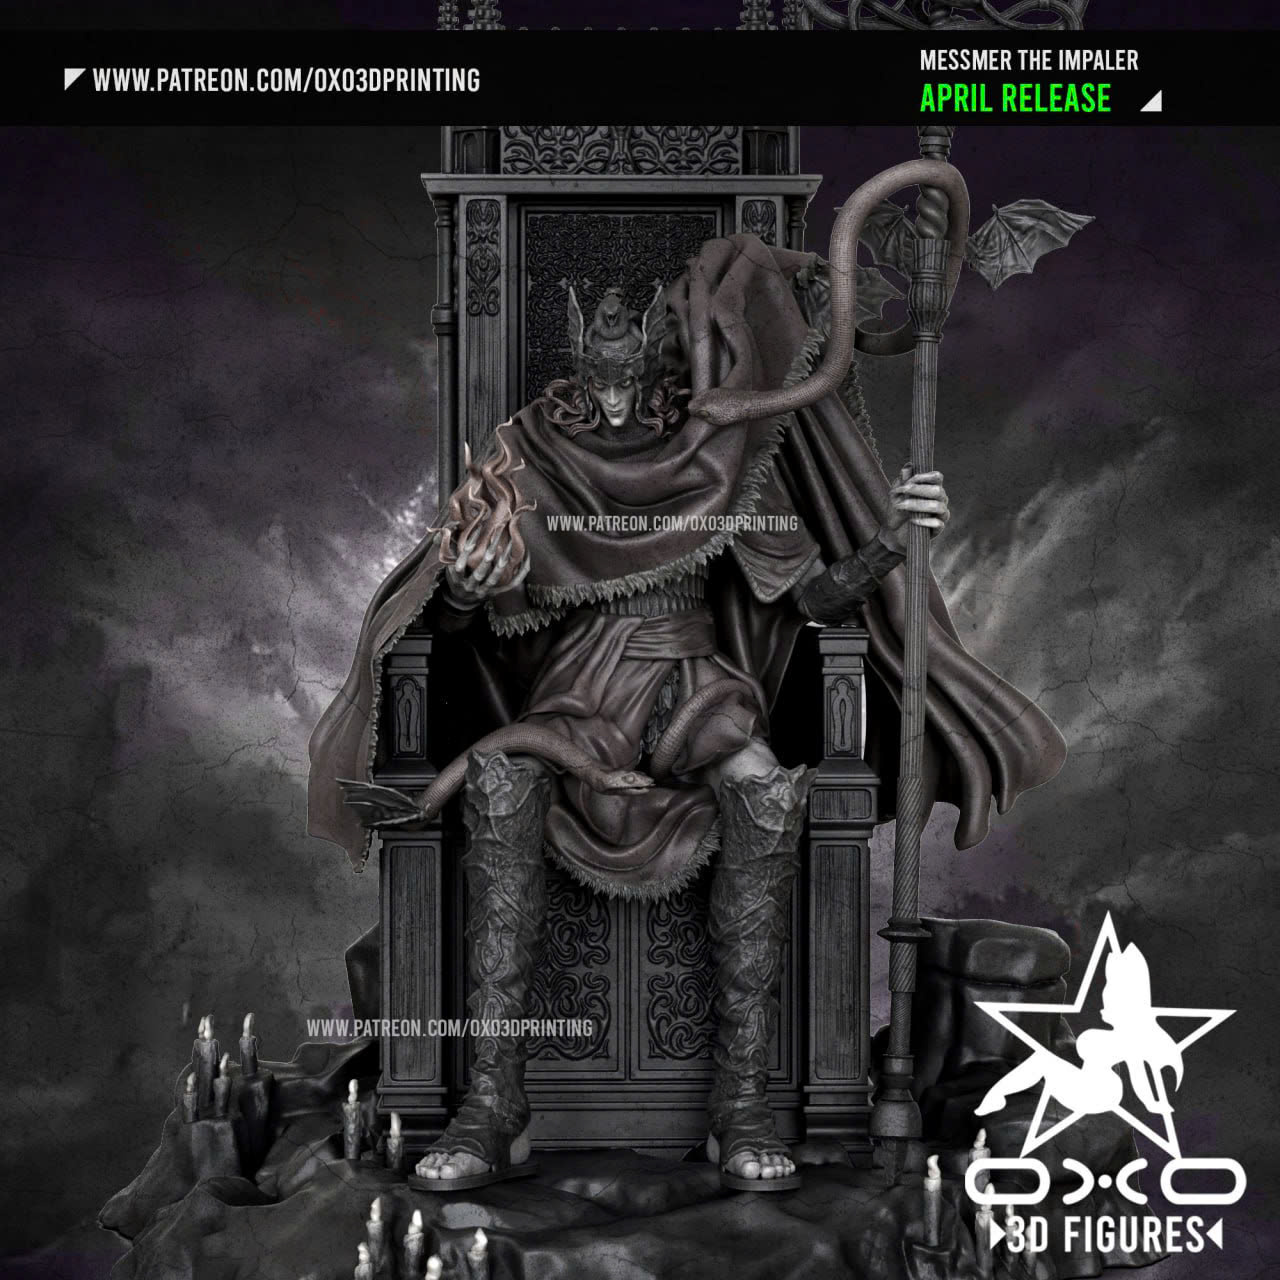 WWW.PATREON.COM/OXO3DPRINTING
MESSMER THE IMPALER
APRIL RELEASE
WWW.PATREON.COM/OXO3DPRINTING
WWW.PATREON.COM/OXO3DPRINTING
OXO
3D FIGURES